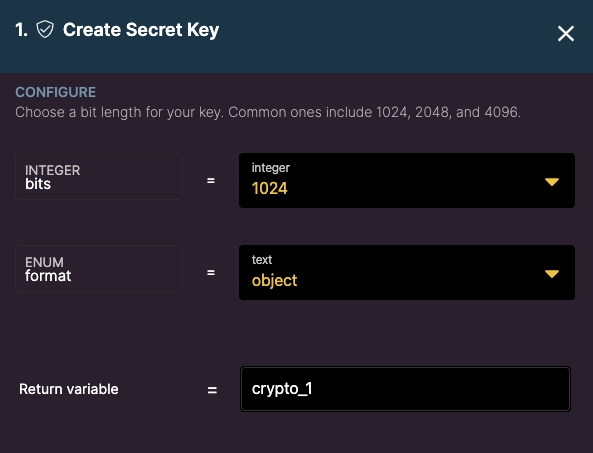 1. Create Secret Key
CONFIGURE
Choose a bit length for your key. Common ones include 1024, 2048, and 4096.
INTEGER
bits
=
integer
1024
ENUM
format
=
text
object
Return variable
=
crypto_1